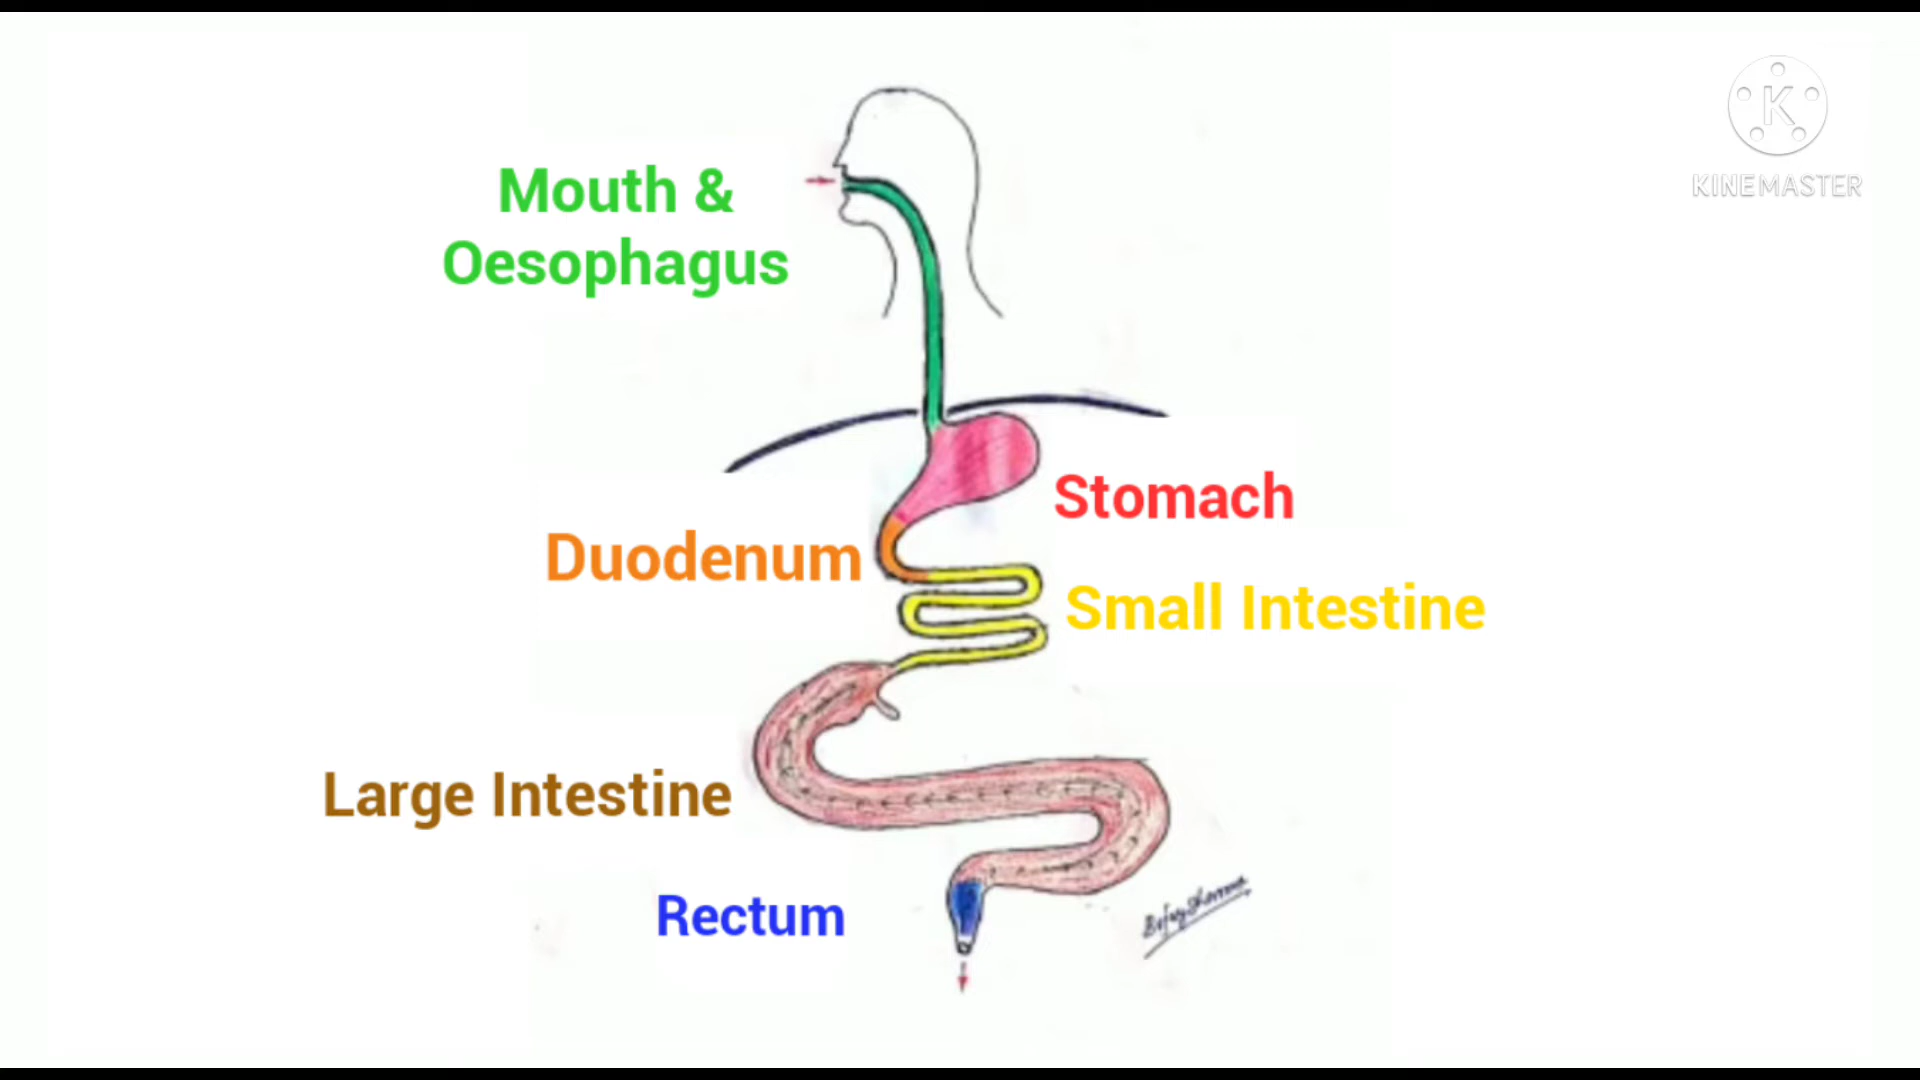 K
KINEMASTER
Mouth &
Oesophagus
Stomach
Duodenum
Small Intestine
Large Intestine
Rectum